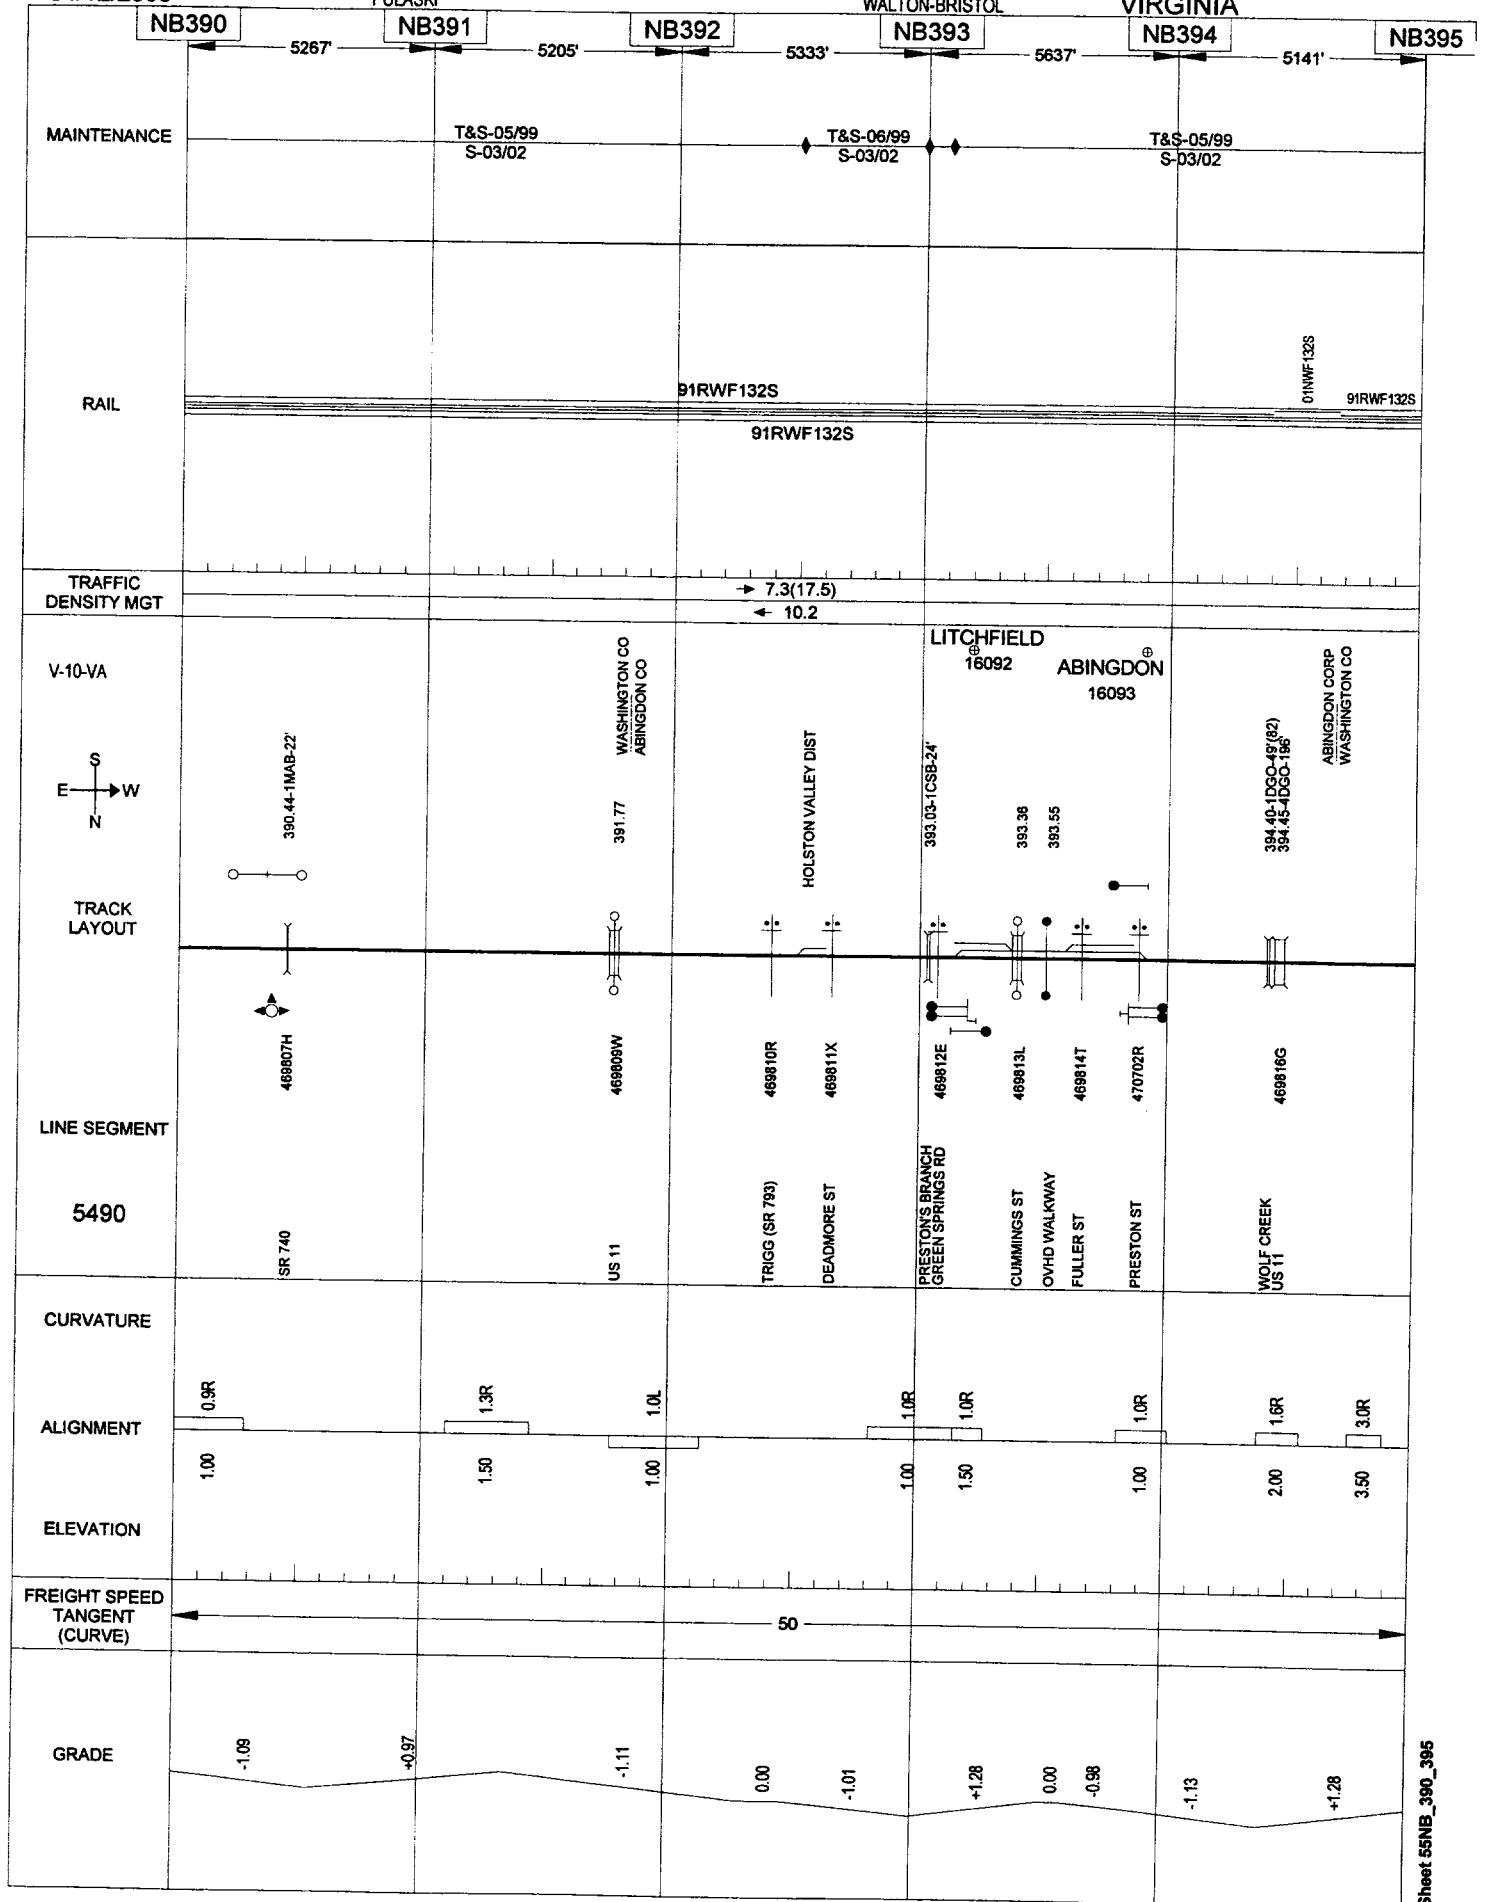 PULASKI
WALTON-BRISTOL
VIRGINIA
NB390
NB391
NB392
NB393
NB394
NB395
5267'
5205'
5333'
5637'
5141'
MAINTENANCE
T&S-05/99
S-03/02
T&S-06/99
S-03/02
T&S-05/99
S-03/02
RAIL
91RWF132S
91RWF132S
01NWF132S
91RWF132S
TRAFFIC
DENSITY MGT
7.3(17.5)
10.2
V-10-VA
S
E
W
N
TRACK
LAYOUT
390.44-1MAB-22'
WASHINGTON CO
ABINGDON CO
391.77
HOLSTON VALLEY DIST
LITCHFIELD
16092
ABINGDON
16093
393.03-1CSB-24'
393.36
393.55
394.40-1DGO-49'(82)
394.45-4DGO-196'
ABINGDON CORP
WASHINGTON CO
469807H
469809W
469810R
469811X
469812E
469813L
469814T
470702R
469816G
LINE SEGMENT
5490
SR 740
US 11
TRIGG (SR 793)
DEADMORE ST
PRESTON'S BRANCH
GREEN SPRINGS RD
CUMMINGS ST
OVHD WALKWAY
FULLER ST
PRESTON ST
WOLF CREEK
US 11
CURVATURE
0.9R
1.3R
1.0L
1.0R
1.0R
1.0R
1.6R
3.0R
ALIGNMENT
1.00
1.50
1.00
1.00
1.50
1.00
2.00
3.50
ELEVATION
FREIGHT SPEED
TANGENT
(CURVE)
50
GRADE
-1.09
+0.97
-1.11
0.00
-1.01
+1.28
0.00
-0.98
-1.13
+1.28
Sheet 55NB_390_395